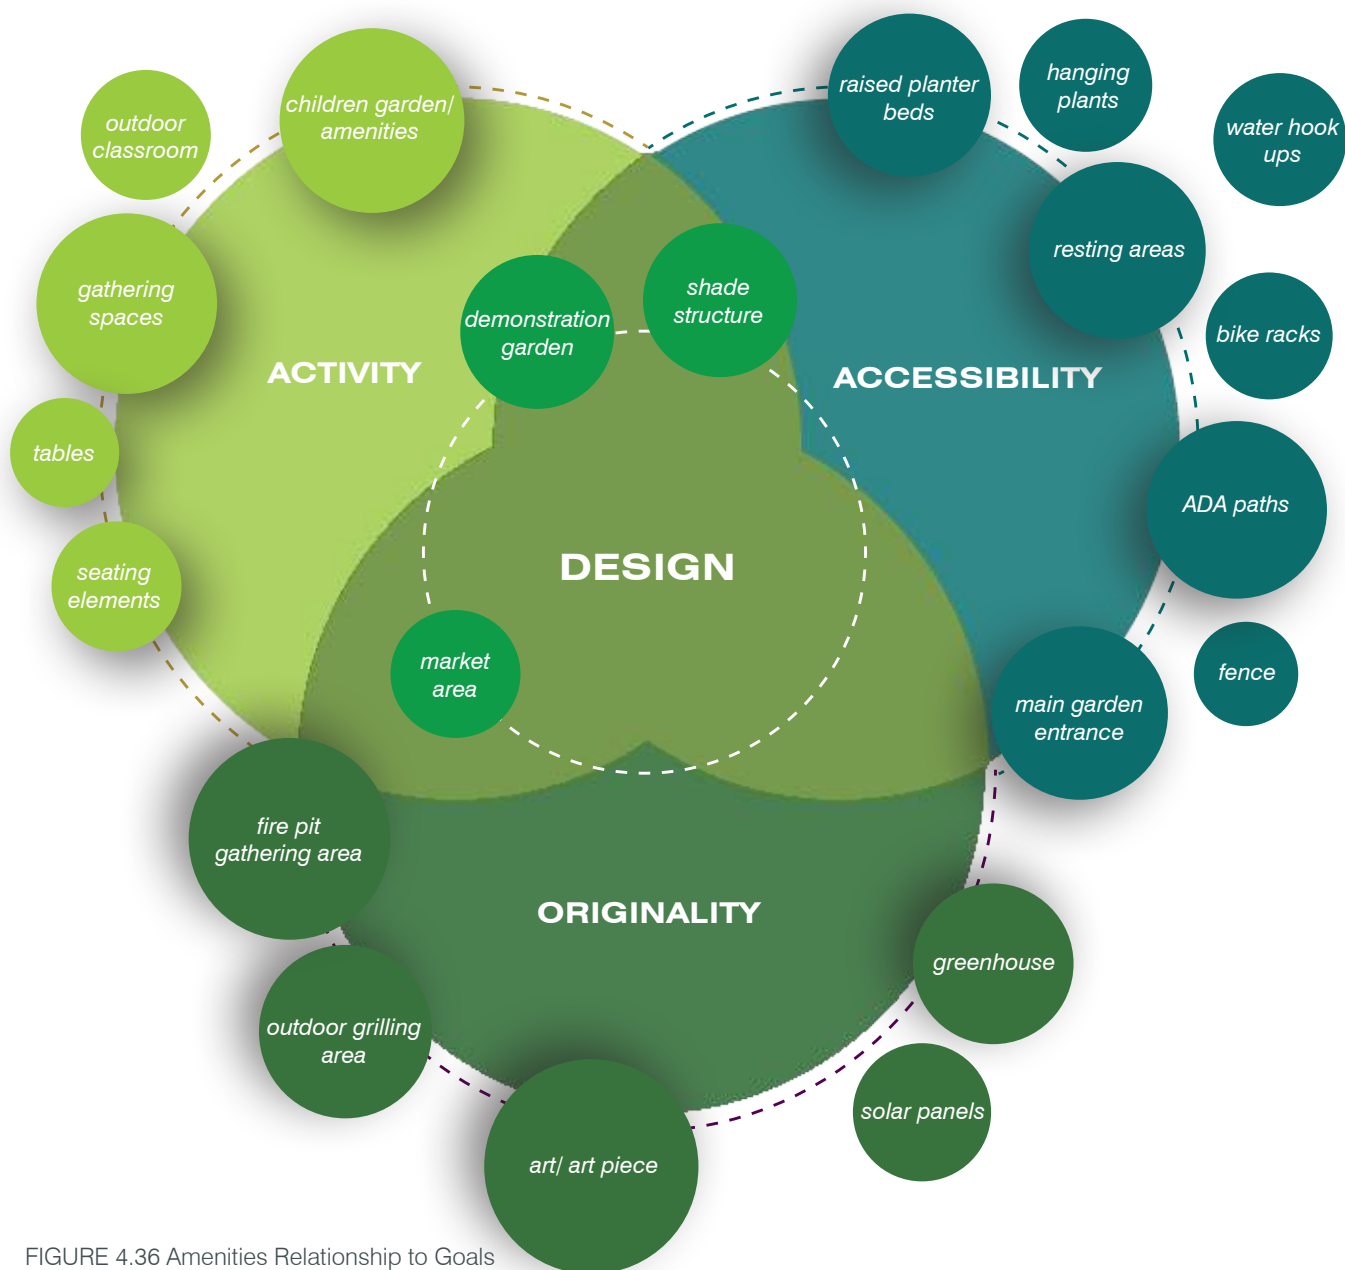 children garden/
amenities
outdoor
classroom
gathering
spaces
tables
seating
elements
ACTIVITY
demonstration
garden
shade
structure
raised planter
beds
hanging
plants
water hook
ups
resting areas
bike racks
ACCESSIBILITY
ADA paths
fence
main garden
entrance
DESIGN
market
area
fire pit
gathering area
ORIGINALITY
greenhouse
outdoor grilling
area
solar panels
art/ art piece
FIGURE 4.36 Amenities Relationship to Goals